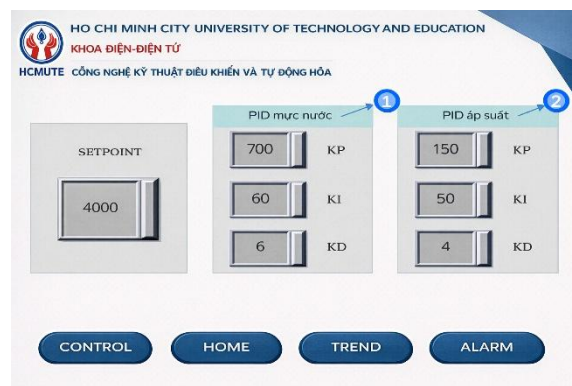 HO CHI MINH CITY UNIVERSITY OF TECHNOLOGY AND EDUCATION
KHOA ĐIỆN-ĐIỆN TỬ
HCMUTE CÔNG NGHỆ KỸ THUẬT ĐIÊU KHIẾN VÀ TỰ ĐỘNG HÓA
1
2
PID mực nước
PID áp suất
SETPOINT
4000
700 KP
60 KI
6 KD
150 KP
50 KI
4 KD
CONTROL HOME TREND ALARM